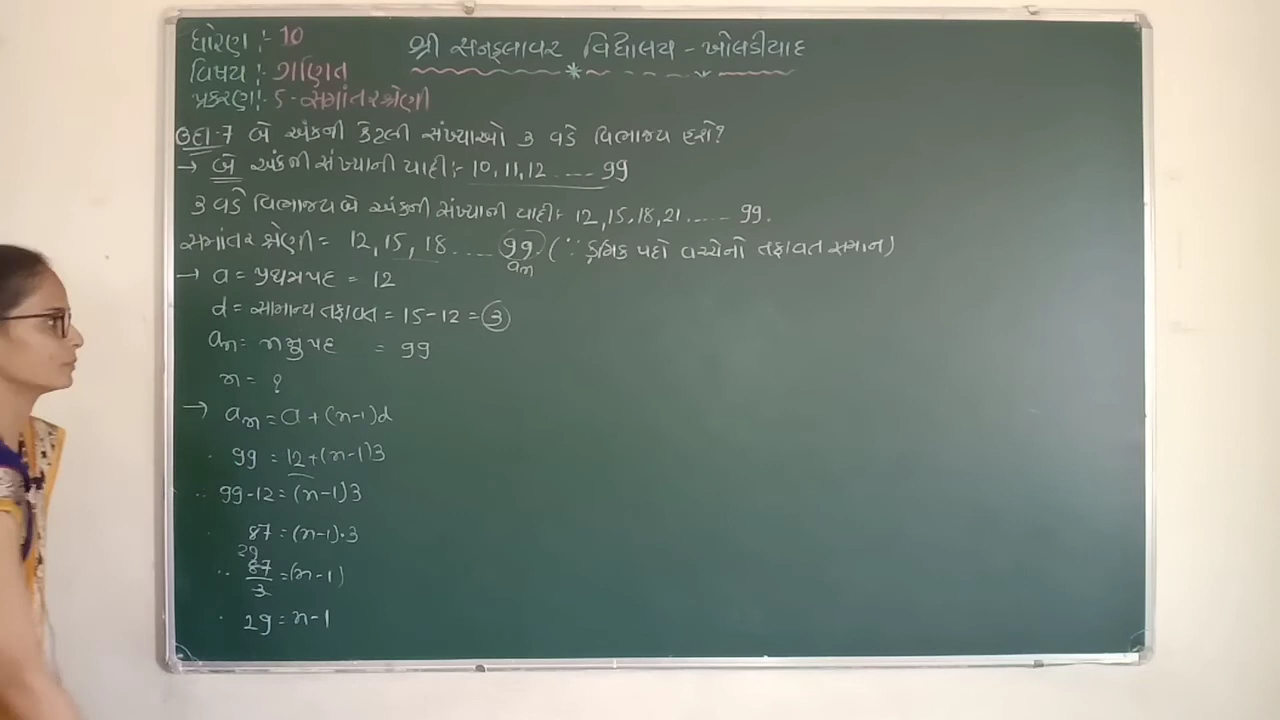 ધોરણ :- 10
શ્રી સનફ્લાવર વિદ્યાલય - ખોલડીયાદ
વિષય :- ગણિત
પ્રકરણ :- 5 - સમાંતર શ્રેણી
ઉદા-7 બે અંકની કેટલી સંખ્યાઓ 3 વડે વિભાજ્ય હશે?
→ બે અંકની સંખ્યાની યાદી :- 10, 11, 12 ..... 99
3 વડે વિભાજ્ય બે અંકની સંખ્યાની યાદી :- 12, 15, 18, 21 ..... 99.
સમાંતર શ્રેણી = 12, 15, 18 ..... 99 (∵ ક્રમિક પદો વચ્ચેનો તફાવત સમાન)
an
→ a = પ્રથમપદ = 12
d = સામાન્ય તફાવત = 15 - 12 = 3
an = n મુ પદ = 99
n = ?
→ an = a + (n-1)d
99 = 12 + (n-1)3
∴ 99 - 12 = (n-1)3
87 = (n-1)·3
29
∴ 87/3 = (n-1)
29 = n-1